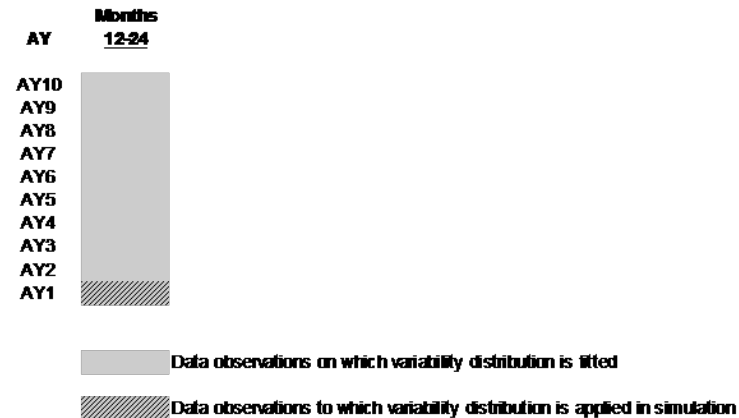 Months
AY 12-24
AY10
AY9
AY8
AY7
AY6
AY5
AY4
AY3
AY2
AY1
Data observations on which variability distribution is fitted
Data observations to which variability distribution is applied in simulation